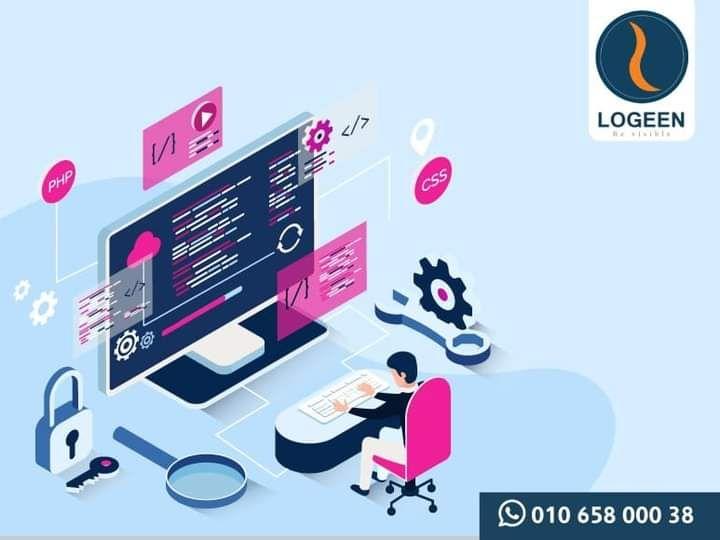 LOGEEN
Be visible
[/]
</>
PHP
CSS
</>
[/]
010 658 000 38